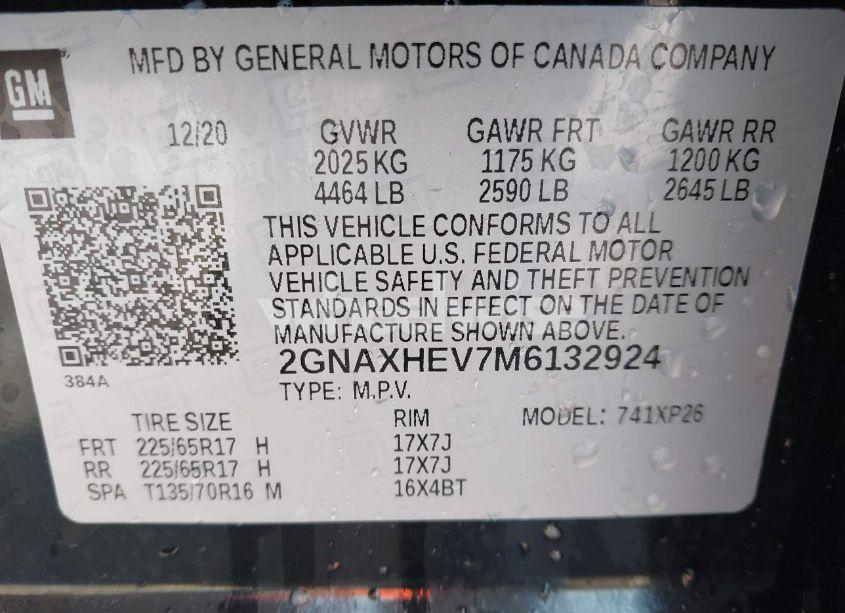 MFD BY GENERAL MOTORS OF CANADA COMPANY
GM
12/20 GVWR GAWR FRT GAWR RR
2025 KG 1175 KG 1200 KG
4464 LB 2590 LB 2645 LB
THIS VEHICLE CONFORMS TO ALL
APPLICABLE U.S. FEDERAL MOTOR
VEHICLE SAFETY AND THEFT PREVENTION
STANDARDS IN EFFECT ON THE DATE OF
MANUFACTURE SHOWN ABOVE.
2GNAXHEV7M6132924
384A
TYPE: M.P.V.
TIRE SIZE RIM MODEL: 741XP26
FRT 225/65R17 H 17X7J
RR 225/65R17 H 17X7J
SPA T135/70R16 M 16X4BT